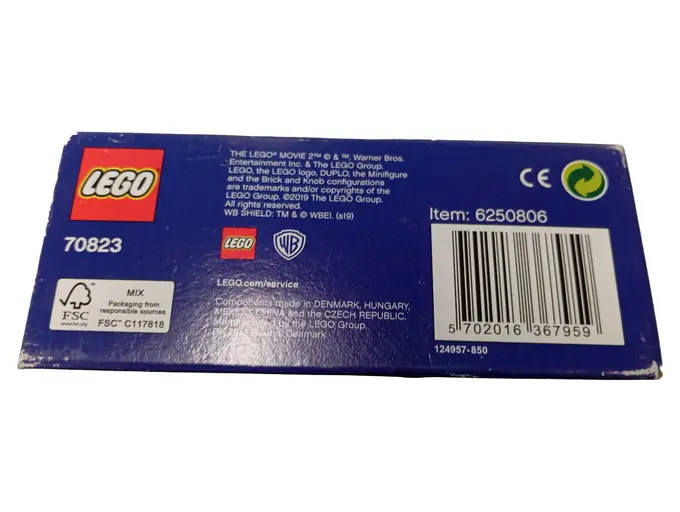 LEGO
70823
FSC
www.fsc.org
MIX
Packaging from
responsible sources
FSC™ C117818
THE LEGO® MOVIE 2™ © & ™, Warner Bros.
Entertainment Inc. & The LEGO Group.
LEGO, the LEGO logo, DUPLO, the Minifigure
and the Brick and Knob configurations
are trademarks and/or copyrights of the
LEGO Group. ©2019 The LEGO Group.
All rights reserved.
WB SHIELD: TM & © WBEI. (s19)
LEGO
WB
LEGO.com/service
Components made in DENMARK, HUNGARY,
MEXICO, CHINA and the CZECH REPUBLIC.
Manufactured by the LEGO Group.
Denmark
CE
Item: 6250806
5 702016 367959
124957-850